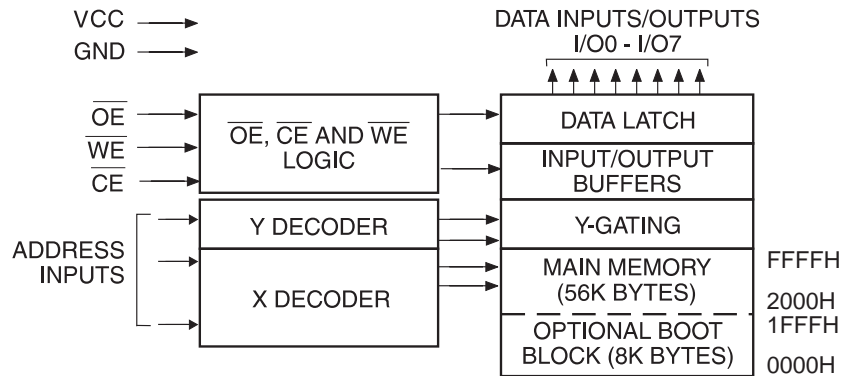 VCC
GND
DATA INPUTS/OUTPUTS
I/O0 - I/O7
OE
WE
CE
OE, CE AND WE
LOGIC
DATA LATCH
INPUT/OUTPUT
BUFFERS
ADDRESS
INPUTS
Y DECODER
Y-GATING
X DECODER
MAIN MEMORY
(56K BYTES)
OPTIONAL BOOT
BLOCK (8K BYTES)
FFFFH
2000H
1FFFH
0000H